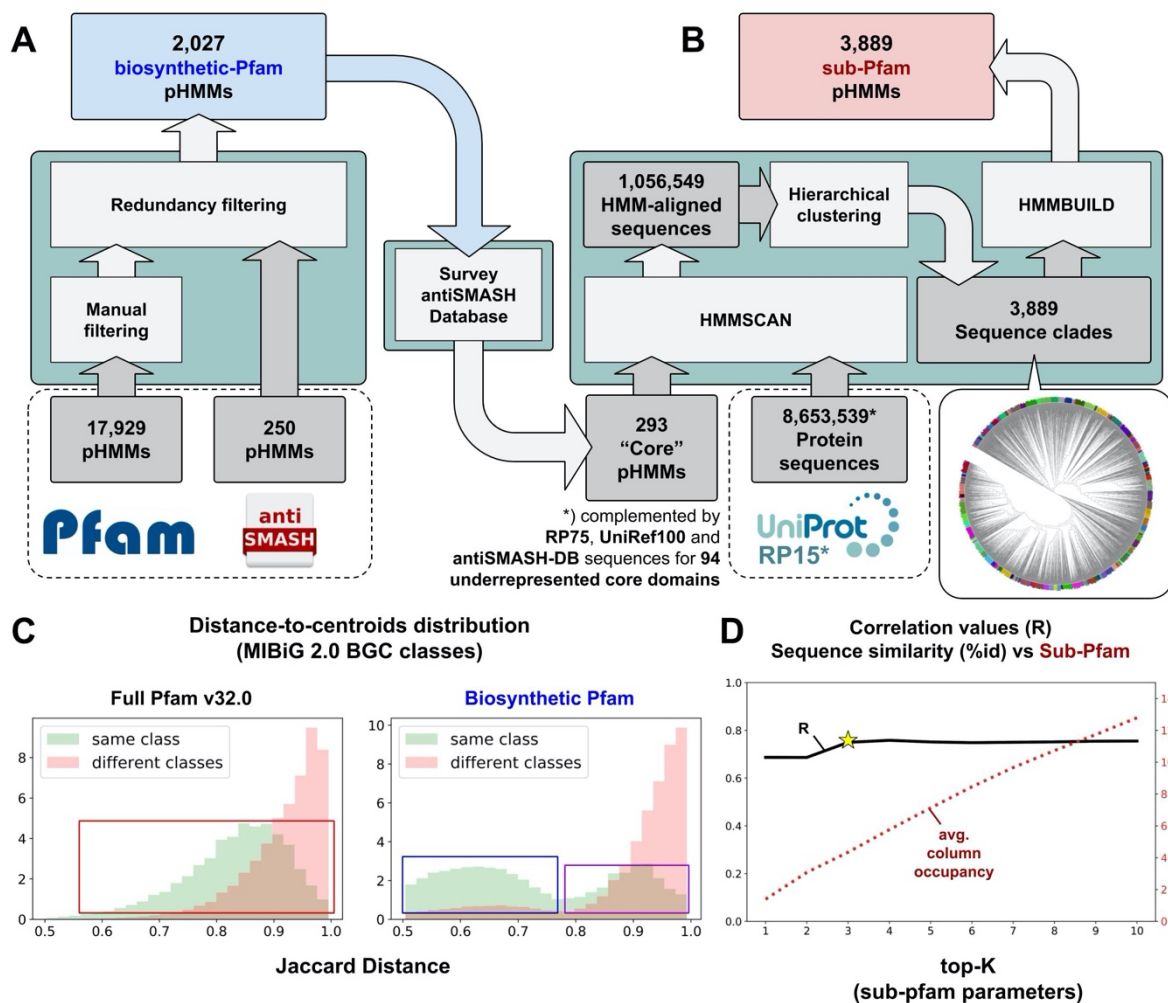 A
2,027
biosynthetic-Pfam
pHMMs
Redundancy filtering
Manual
filtering
17,929
pHMMs
250
pHMMs
Pfam
anti
SMASH
Survey
antiSMASH
Database
B
3,889
sub-Pfam
pHMMs
1,056,549
HMM-aligned
sequences
Hierarchical
clustering
HMMBUILD
HMMSCAN
3,889
Sequence clades
293
“Core”
pHMMs
8,653,539*
Protein
sequences
UniProt
RP15*
*) complemented by
RP75, UniRef100 and
antiSMASH-DB sequences for 94
underrepresented core domains
C
Distance-to-centroids distribution
(MIBiG 2.0 BGC classes)
Full Pfam v32.0
same class
different classes
8
6
4
2
0
0.5 0.6 0.7 0.8 0.9 1.0
Biosynthetic Pfam
same class
different classes
10
8
6
4
2
0
0.5 0.6 0.7 0.8 0.9 1.0
Jaccard Distance
D
Correlation values (R)
Sequence similarity (%id) vs Sub-Pfam
1.0
0.8
0.6
0.4
0.2
0.0
R
avg.
column
occupancy
8
6
4
2
0
1 2 3 4 5 6 7 8 9 10
top-K
(sub-pfam parameters)